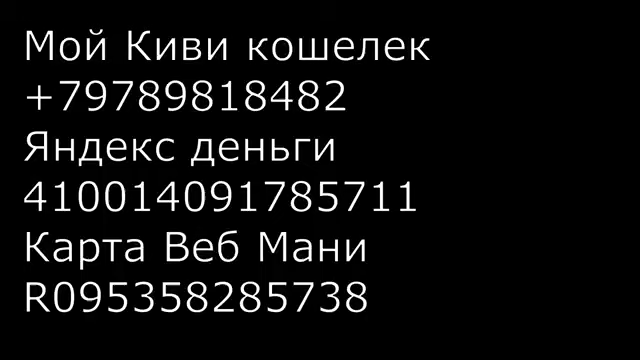 Мой Киви кошелек
+79789818482
Яндекс деньги
410014091785711
Карта Веб Мани
R095358285738